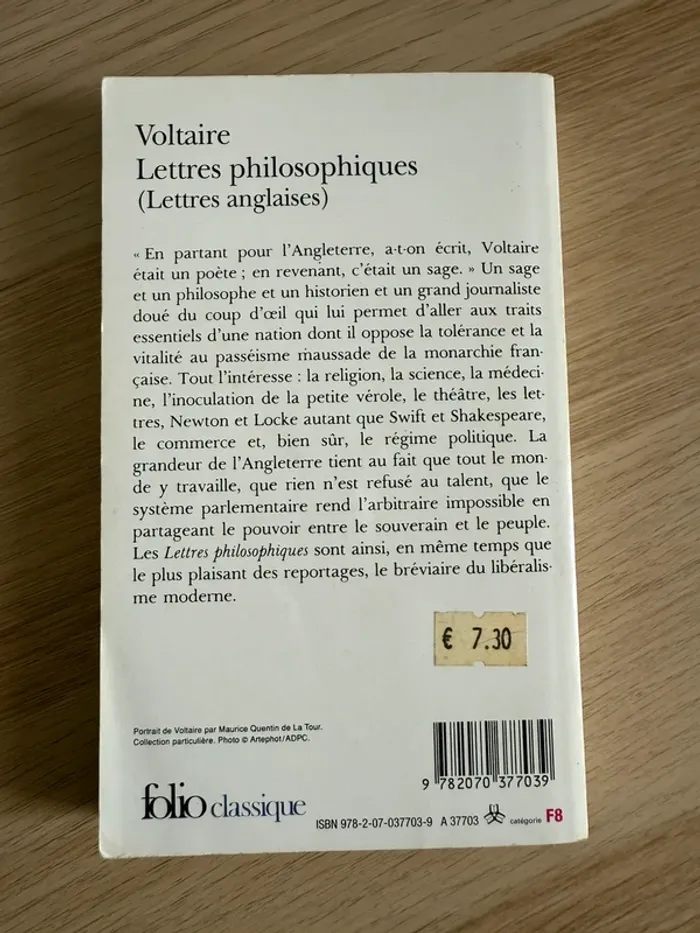 Voltaire
Lettres philosophiques
(Lettres anglaises)
« En partant pour l'Angleterre, a-t-on écrit, Voltaire
était un poète ; en revenant, c'était un sage. » Un sage
et un philosophe et un historien et un grand journaliste
doué du coup d'œil qui lui permet d'aller aux traits
essentiels d'une nation dont il oppose la tolérance et la
vitalité au passéisme maussade de la monarchie fran-
çaise. Tout l'intéresse : la religion, la science, la médeci-
ne, l'inoculation de la petite vérole, le théâtre, les let-
tres, Newton et Locke autant que Swift et Shakespeare,
le commerce et, bien sûr, le régime politique. La
grandeur de l'Angleterre tient au fait que tout le mon-
de y travaille, que rien n'est refusé au talent, que le
système parlementaire rend l'arbitraire impossible en
partageant le pouvoir entre le souverain et le peuple.
Les Lettres philosophiques sont ainsi, en même temps que
le plus plaisant des reportages, le bréviaire du libéralis-
me moderne.
€ 7.30
Portrait de Voltaire par Maurice Quentin de La Tour.
Collection particulière. Photo © Artephot/ADPC.
9 782070 377039
folio classique
ISBN 978-2-07-037703-9 A 37703 catégorie F8